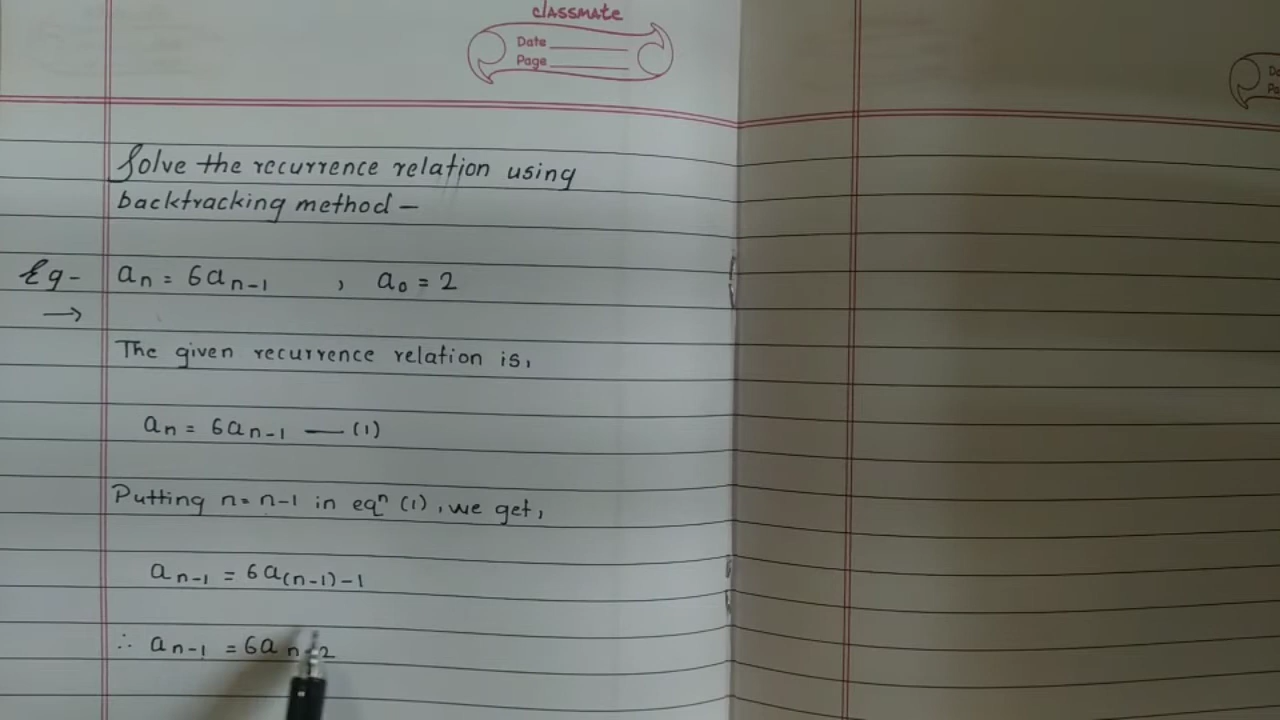 classmate
Date
Page
Solve the recurrence relation using
backtracking method –
Eg- aₙ = 6aₙ₋₁ , a₀ = 2
→
The given recurrence relation is,
aₙ = 6aₙ₋₁ — (1)
Putting n = n-1 in eqⁿ (1), we get,
aₙ₋₁ = 6a₍ₙ₋₁₎₋₁
∴ aₙ₋₁ = 6aₙ₋₂